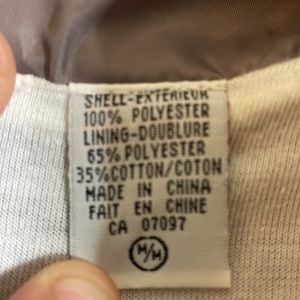 SHELL-EXTERIEUR
100% POLYESTER
LINING-DOUBLURE
65% POLYESTER
35%COTTON/COTON
MADE IN CHINA
FAIT EN CHINE
CA 07097
M/M